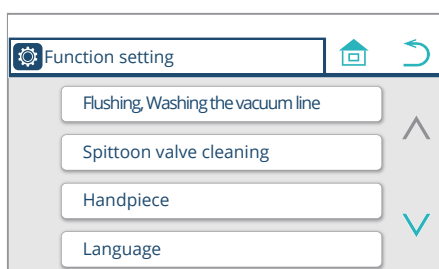 Function setting
Flushing, Washing the vacuum line
Spittoon valve cleaning
Handpiece
Language